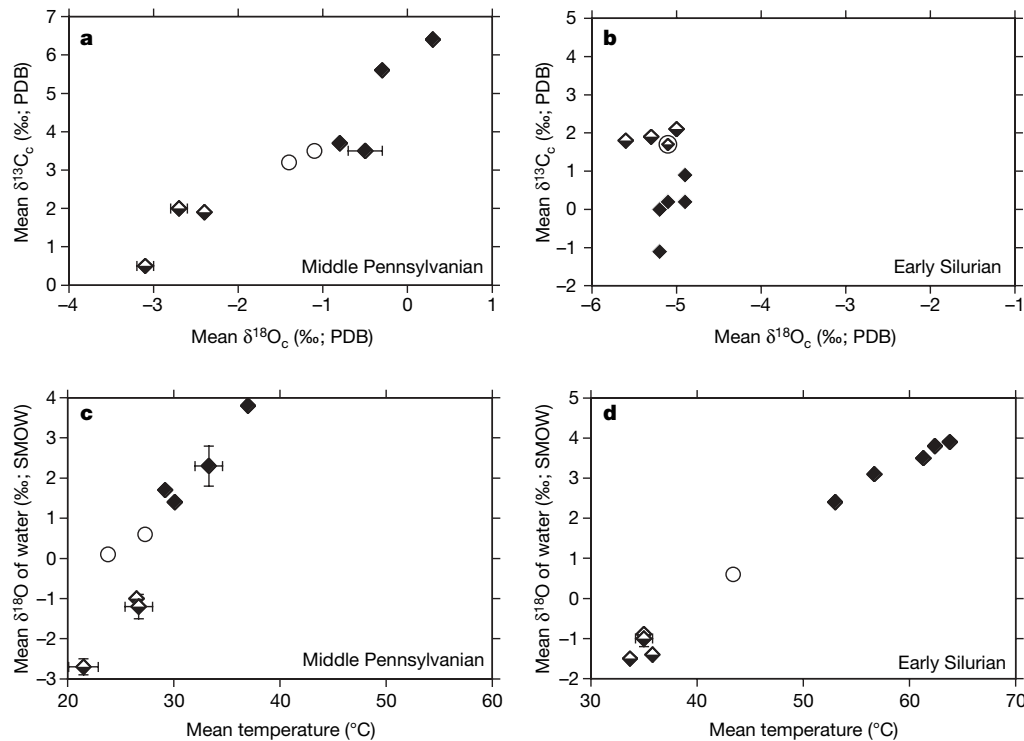 a
7
6
5
4
3
2
1
0
Mean δ¹³C꜀ (‰; PDB)
Middle Pennsylvanian
–4 –3 –2 –1 0 1
Mean δ¹⁸O꜀ (‰; PDB)
b
5
4
3
2
1
0
–1
–2
Mean δ¹³C꜀ (‰; PDB)
Early Silurian
–6 –5 –4 –3 –2 –1
Mean δ¹⁸O꜀ (‰; PDB)
c
4
3
2
1
0
–1
–2
–3
Mean δ¹⁸O of water (‰; SMOW)
Middle Pennsylvanian
20 30 40 50 60
Mean temperature (°C)
d
5
4
3
2
1
0
–1
–2
Mean δ¹⁸O of water (‰; SMOW)
Early Silurian
30 40 50 60 70
Mean temperature (°C)